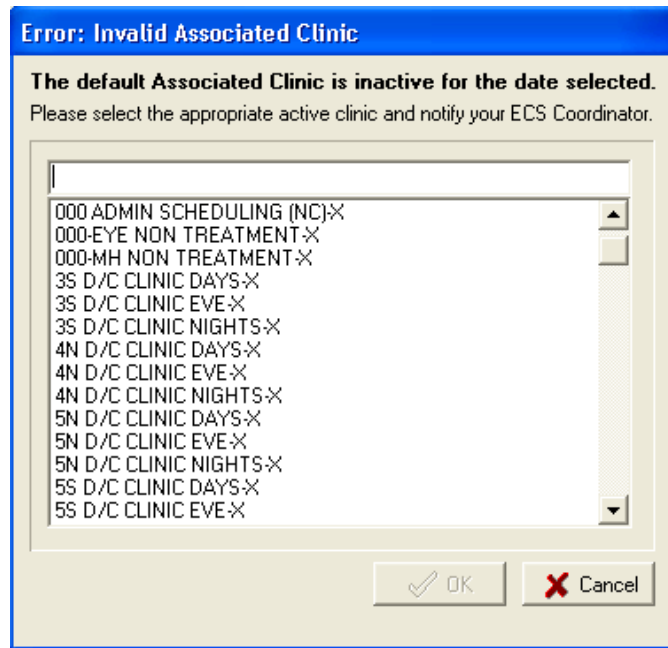 Error: Invalid Associated Clinic
The default Associated Clinic is inactive for the date selected.
Please select the appropriate active clinic and notify your ECS Coordinator.
000 ADMIN SCHEDULING (NC)-X
000-EYE NON TREATMENT-X
000-MH NON TREATMENT-X
3S D/C CLINIC DAYS-X
3S D/C CLINIC EVE-X
3S D/C CLINIC NIGHTS-X
4N D/C CLINIC DAYS-X
4N D/C CLINIC EVE-X
4N D/C CLINIC NIGHTS-X
5N D/C CLINIC DAYS-X
5N D/C CLINIC EVE-X
5N D/C CLINIC NIGHTS-X
5S D/C CLINIC DAYS-X
5S D/C CLINIC EVE-X
OK Cancel